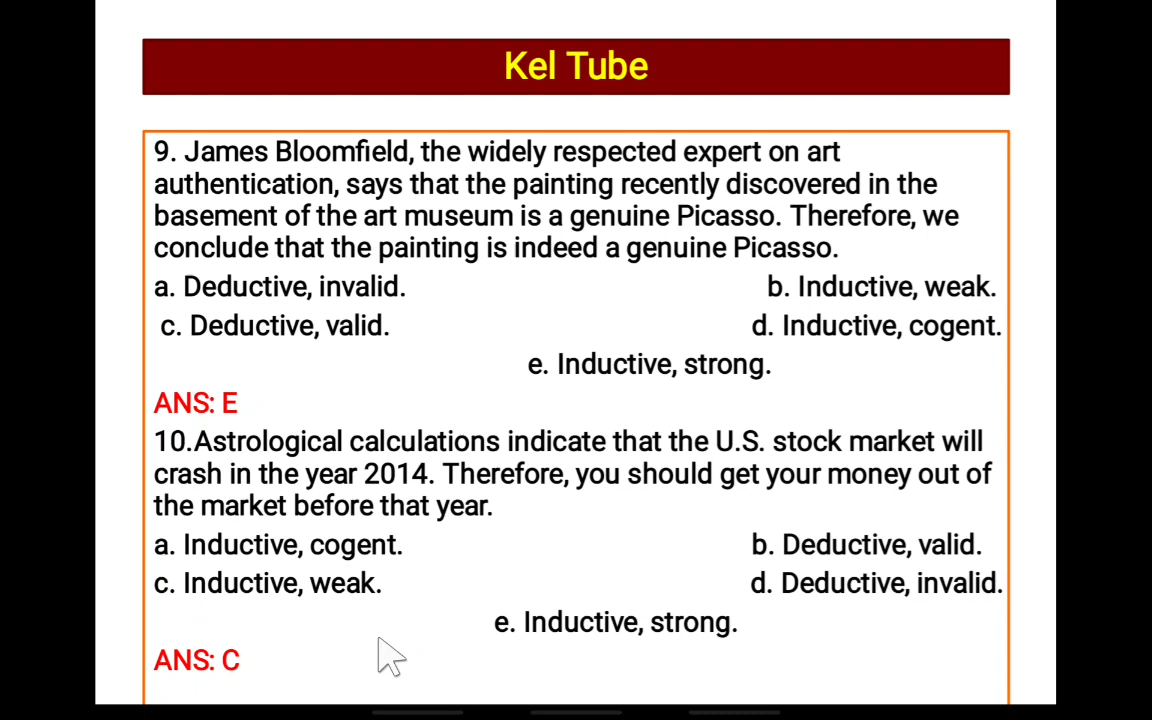 Kel Tube
9. James Bloomfield, the widely respected expert on art
authentication, says that the painting recently discovered in the
basement of the art museum is a genuine Picasso. Therefore, we
conclude that the painting is indeed a genuine Picasso.
a. Deductive, invalid. b. Inductive, weak.
c. Deductive, valid. d. Inductive, cogent.
e. Inductive, strong.
ANS: E
10.Astrological calculations indicate that the U.S. stock market will
crash in the year 2014. Therefore, you should get your money out of
the market before that year.
a. Inductive, cogent. b. Deductive, valid.
c. Inductive, weak. d. Deductive, invalid.
e. Inductive, strong.
ANS: C